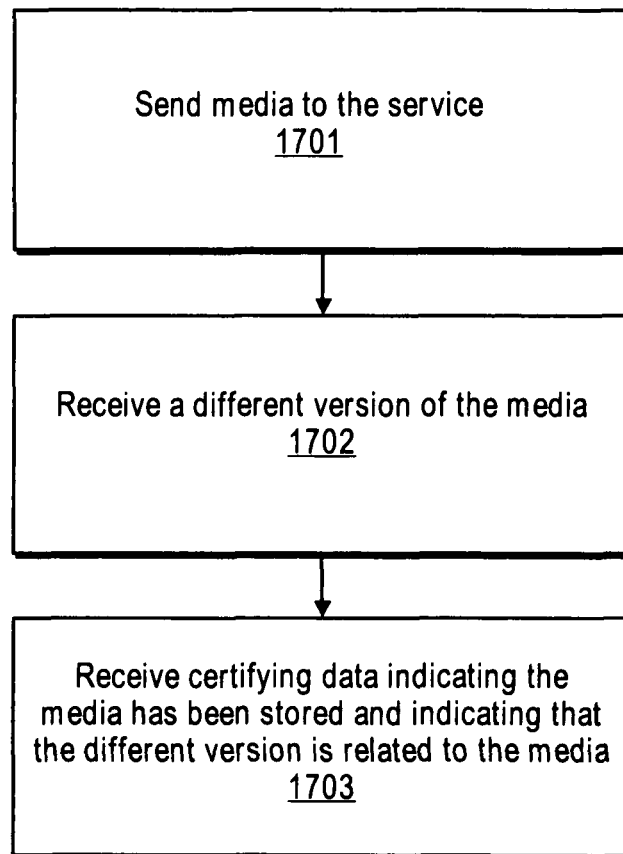 Send media to the service
1701
Receive a different version of the media
1702
Receive certifying data indicating the
media has been stored and indicating that
the different version is related to the media
1703